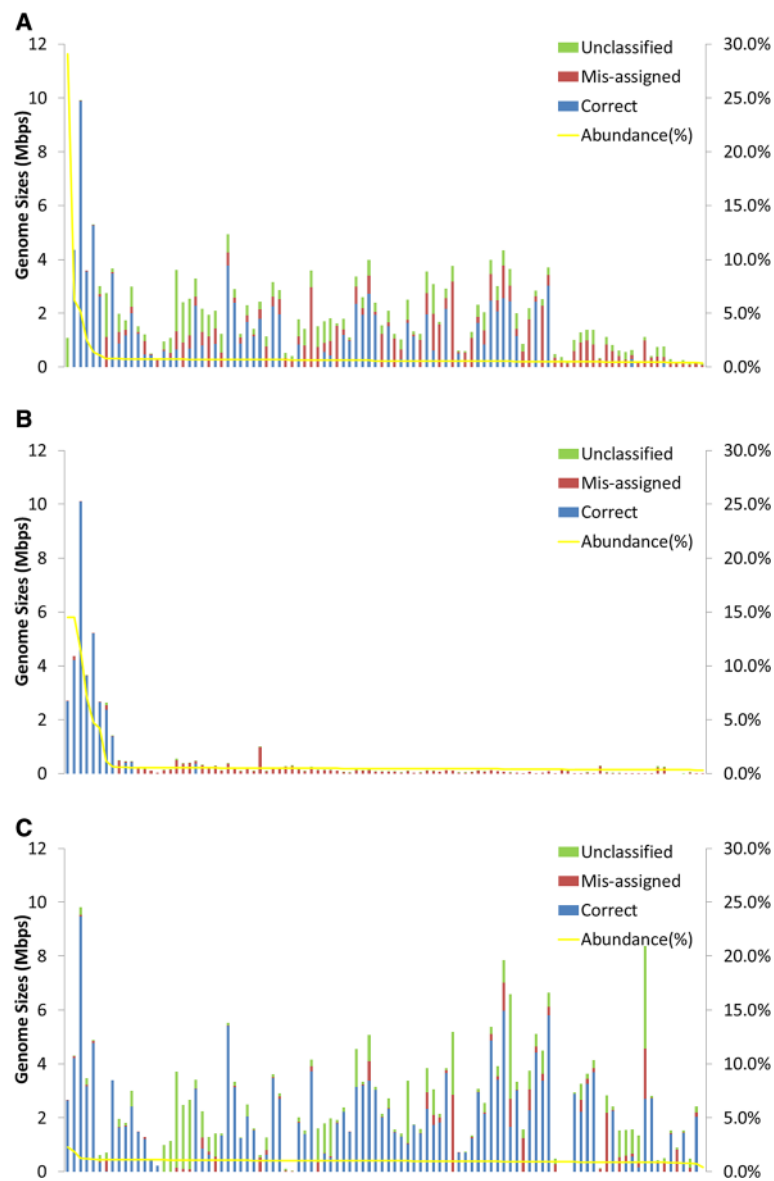 A
12
10
8
6
4
2
0
Genome Sizes (Mbps)
Unclassified
Mis-assigned
Correct
Abundance(%)
30.0%
25.0%
20.0%
15.0%
10.0%
5.0%
0.0%
B
12
10
8
6
4
2
0
Genome Sizes (Mbps)
Unclassified
Mis-assigned
Correct
Abundance(%)
30.0%
25.0%
20.0%
15.0%
10.0%
5.0%
0.0%
C
12
10
8
6
4
2
0
Genome Sizes (Mbps)
Unclassified
Mis-assigned
Correct
Abundance(%)
30.0%
25.0%
20.0%
15.0%
10.0%
5.0%
0.0%